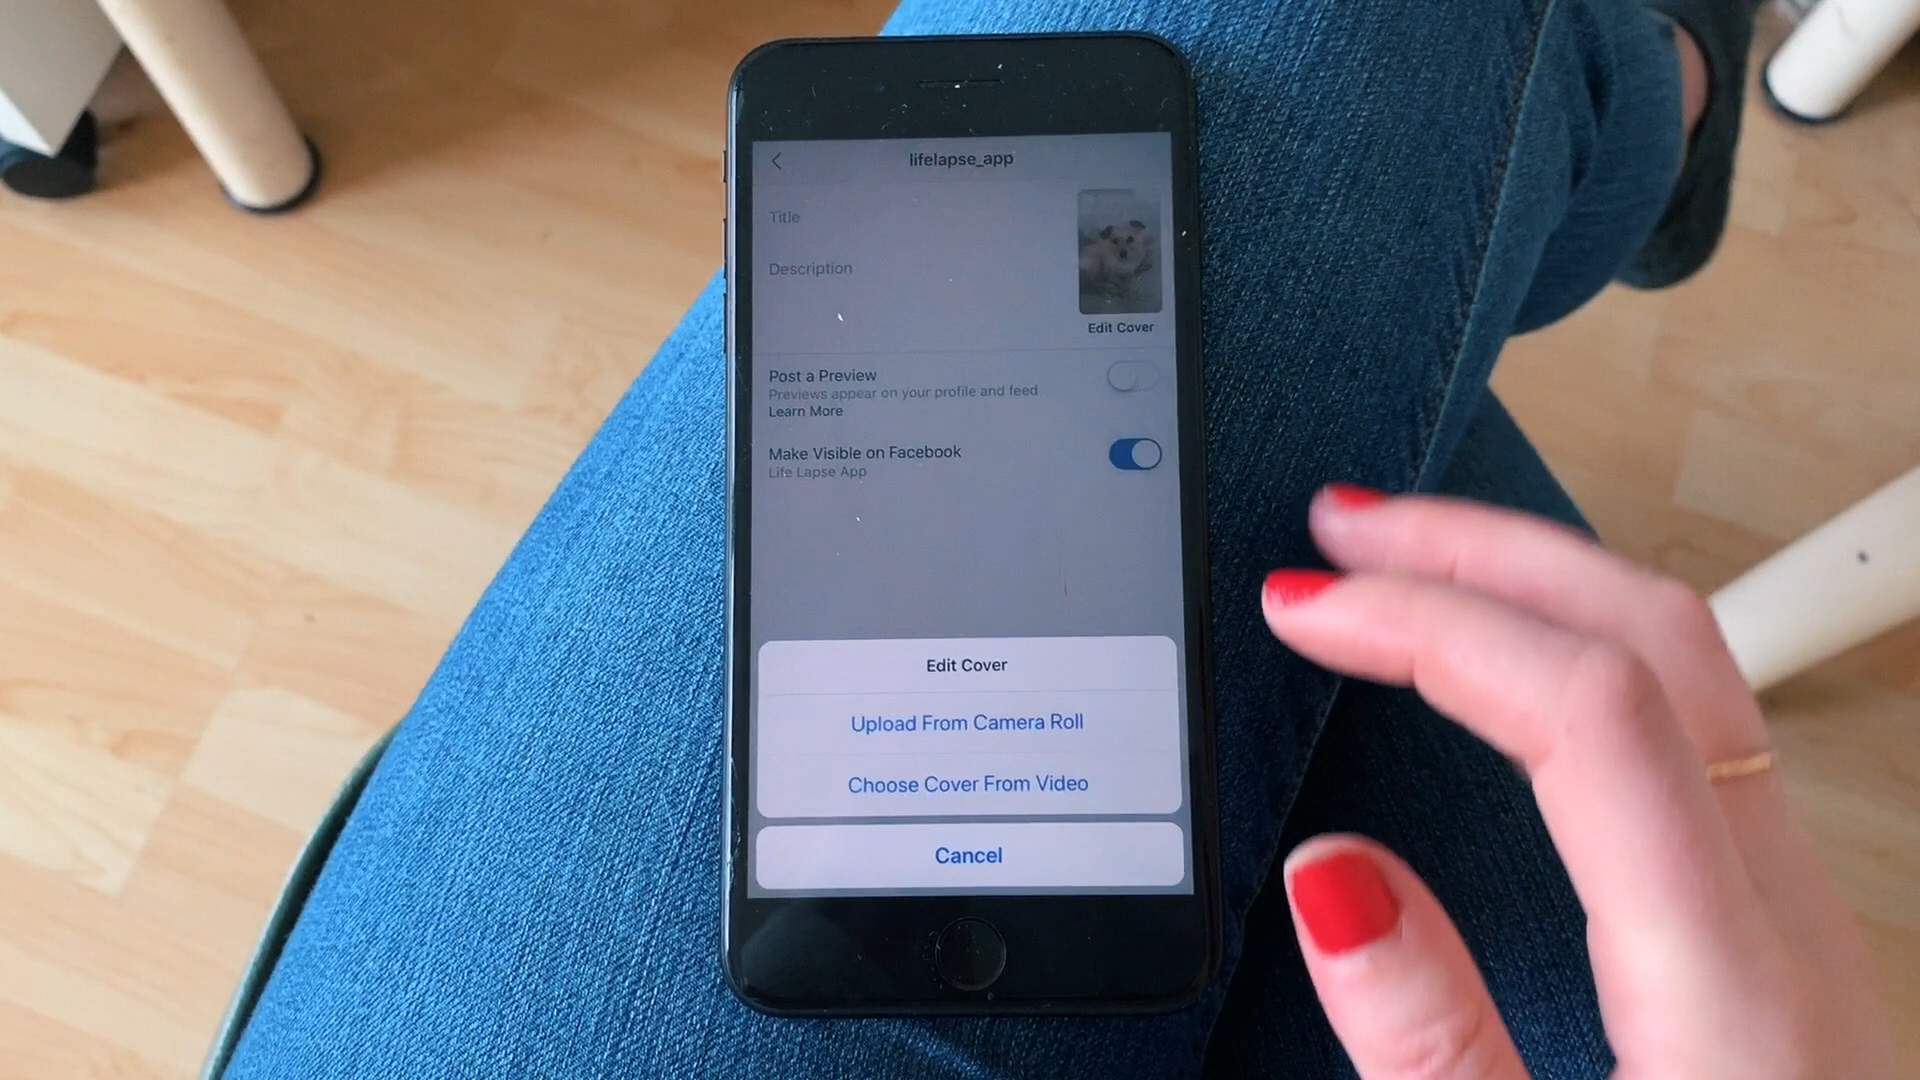 lifelapse_app
Title
Description
Edit Cover
Post a Preview
Previews appear on your profile and feed
Learn More
Make Visible on Facebook
Life Lapse App
Edit Cover
Upload From Camera Roll
Choose Cover From Video
Cancel